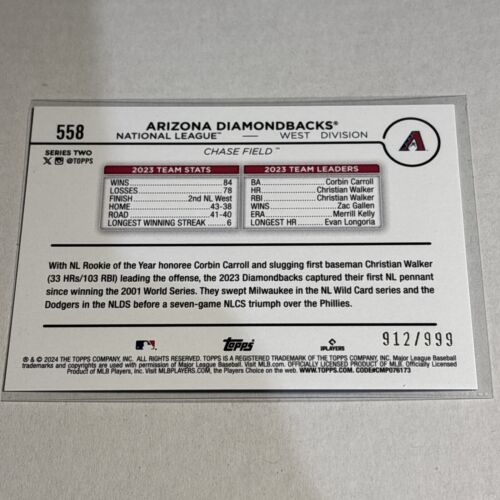 558
SERIES TWO
@TOPPS
ARIZONA DIAMONDBACKS®
NATIONAL LEAGUE™ — WEST DIVISION
CHASE FIELD™
A
2023 TEAM STATS
WINS 84
LOSSES 78
FINISH 2nd NL West
HOME 43-38
ROAD 41-40
LONGEST WINNING STREAK 6
2023 TEAM LEADERS
BA Corbin Carroll
HR Christian Walker
RBI Christian Walker
WINS Zac Gallen
ERA Merrill Kelly
LONGEST HR Evan Longoria
With NL Rookie of the Year honoree Corbin Carroll and slugging first baseman Christian Walker
(33 HRs/103 RBI) leading the offense, the 2023 Diamondbacks captured their first NL pennant
since winning the 2001 World Series. They swept Milwaukee in the NL Wild Card series and the
Dodgers in the NLDS before a seven-game NLCS triumph over the Phillies.
Topps
PLAYERS
912/999
® & © 2024 THE TOPPS COMPANY, INC. ALL RIGHTS RESERVED. TOPPS IS A REGISTERED TRADEMARK OF THE TOPPS COMPANY, INC. Major League Baseball
trademarks and copyrights are used with permission of Major League Baseball. Visit MLB.com. OFFICIALLY LICENSED PRODUCT OF MLB. Officially Licensed
Product of MLB Players, Inc. Visit MLBPLAYERS.com, the Players Choice on the web. WWW.TOPPS.COM. CODE#CMP076173